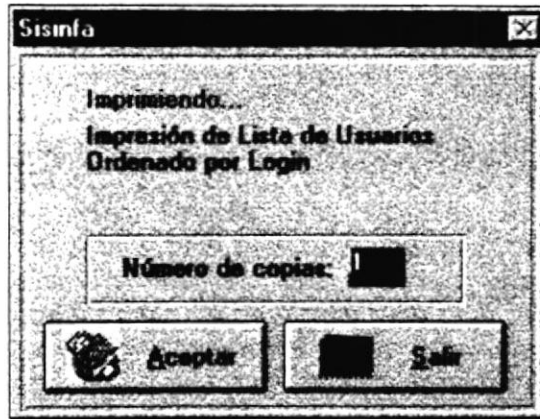 Sisinfa
Imprimiendo...
Impresión de Lista de Usuarios
Ordenado por Login
Número de copias:
Aceptar
Salir